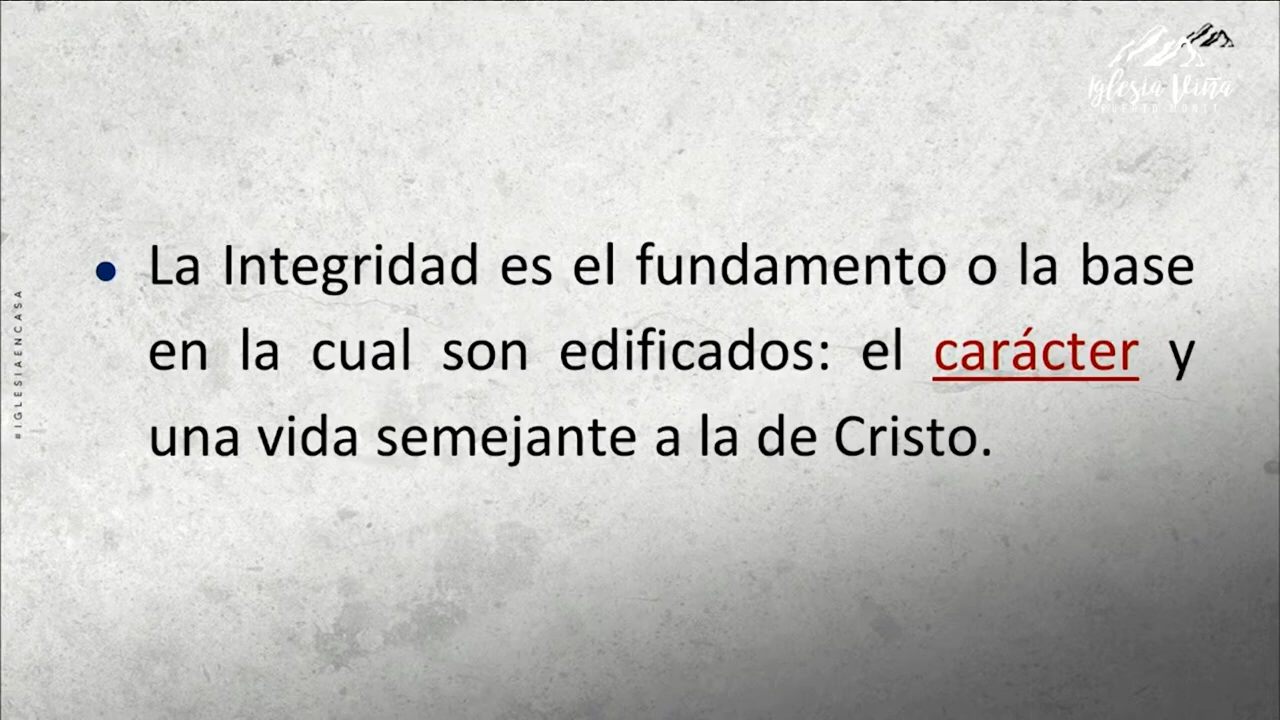 Iglesia Viña
#IGLESIAENCASA
• La Integridad es el fundamento o la base
en la cual son edificados: el carácter y
una vida semejante a la de Cristo.